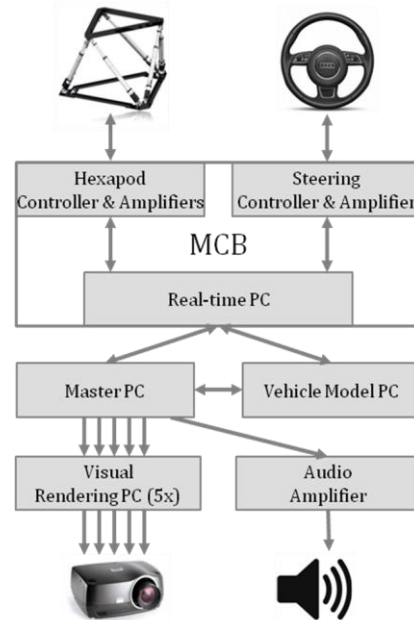 Hexapod
Controller & Amplifiers
Steering
Controller & Amplifier
MCB
Real-time PC
Master PC
Vehicle Model PC
Visual
Rendering PC (5x)
Audio
Amplifier